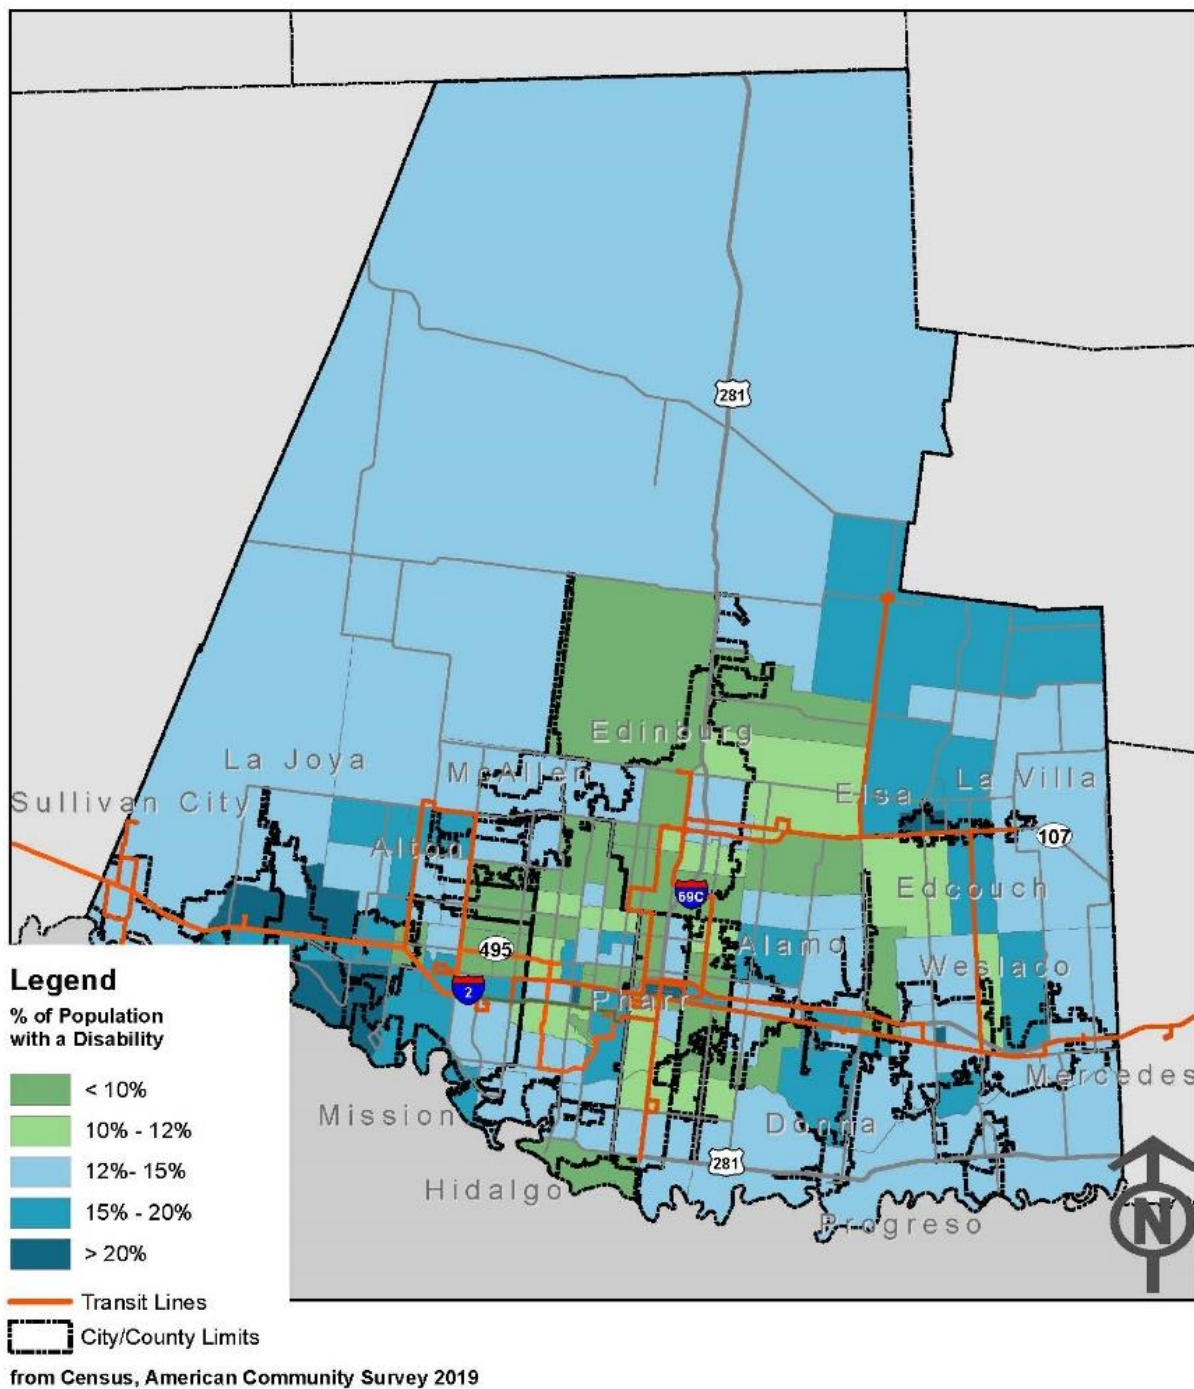 281
Edinburg
La Joya
McAllen
Sullivan City
Elsa
La Villa
Alton
107
Edcouch
69C
495
Alamo
Weslaco
2
Pharr
Mercedes
Mission
Donna
281
Hidalgo
Progreso
N
Legend
% of Population
with a Disability
< 10%
10% - 12%
12%- 15%
15% - 20%
> 20%
Transit Lines
City/County Limits
from Census, American Community Survey 2019